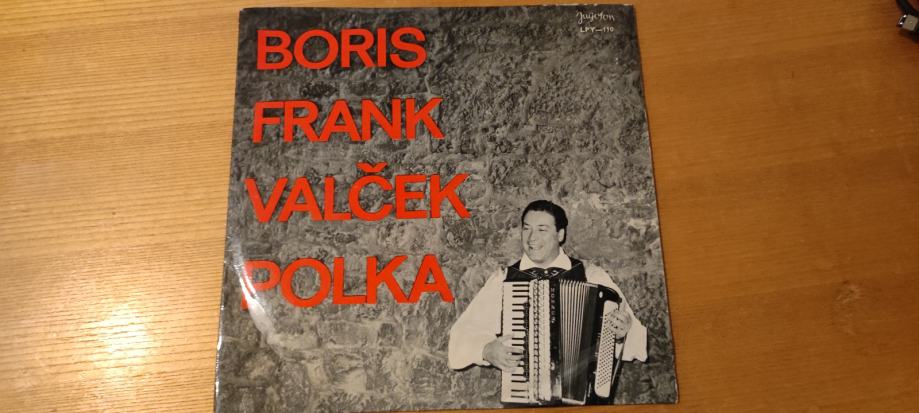 Jugoton
LPY—110
BORIS
FRANK
VALČEK
POLKA